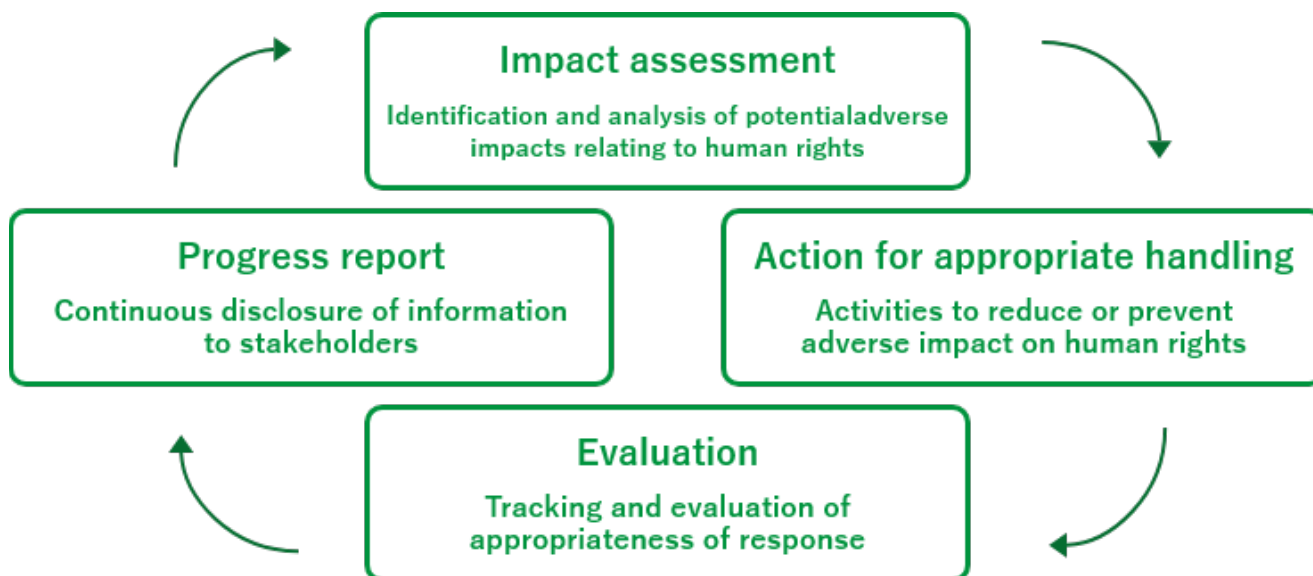 Impact assessment
Identification and analysis of potentialadverse
impacts relating to human rights
Progress report
Continuous disclosure of information
to stakeholders
Action for appropriate handling
Activities to reduce or prevent
adverse impact on human rights
Evaluation
Tracking and evaluation of
appropriateness of response